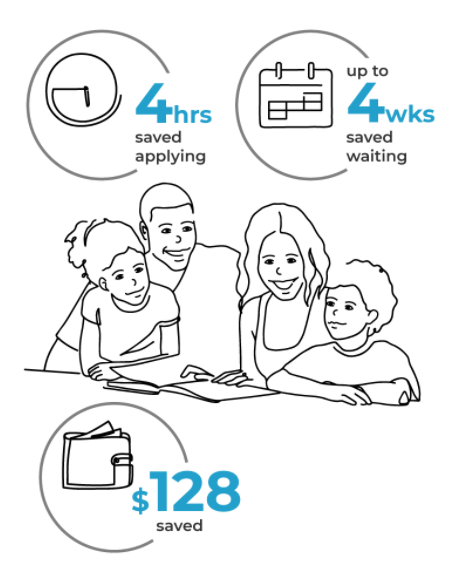 4hrs
saved
applying
up to
4wks
saved
waiting
$128
saved